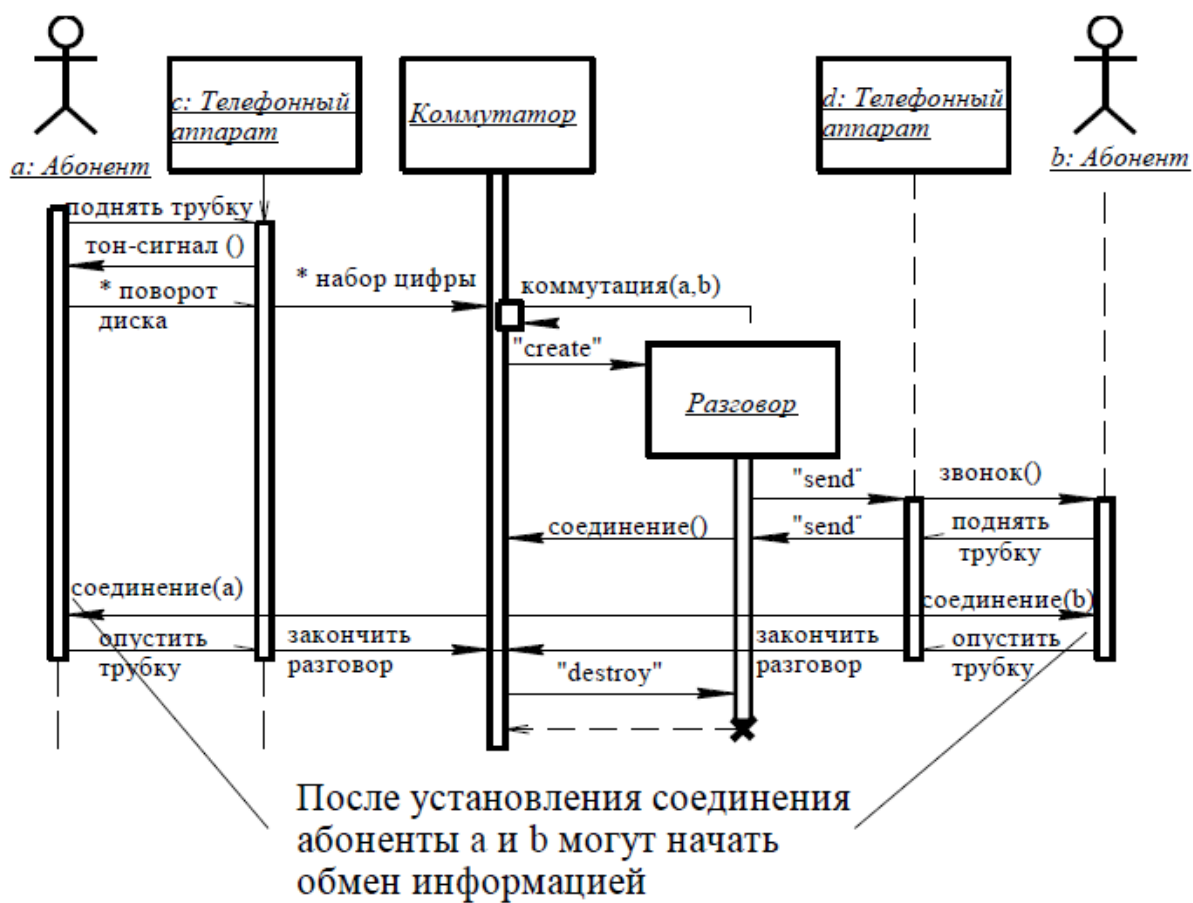 c: Телефонный
аппарат
Коммутатор
d: Телефонный
аппарат
a: Абонент
b: Абонент
поднять трубку
тон-сигнал ()
* поворот
диска
* набор цифры
коммутация(a,b)
"create"
Разговор
"send"
звонок()
соединение()
"send"
поднять
трубку
соединение(a)
соединение(b)
опустить
трубку
закончить
разговор
закончить
разговор
опустить
трубку
"destroy"
После установления соединения
абоненты a и b могут начать
обмен информацией